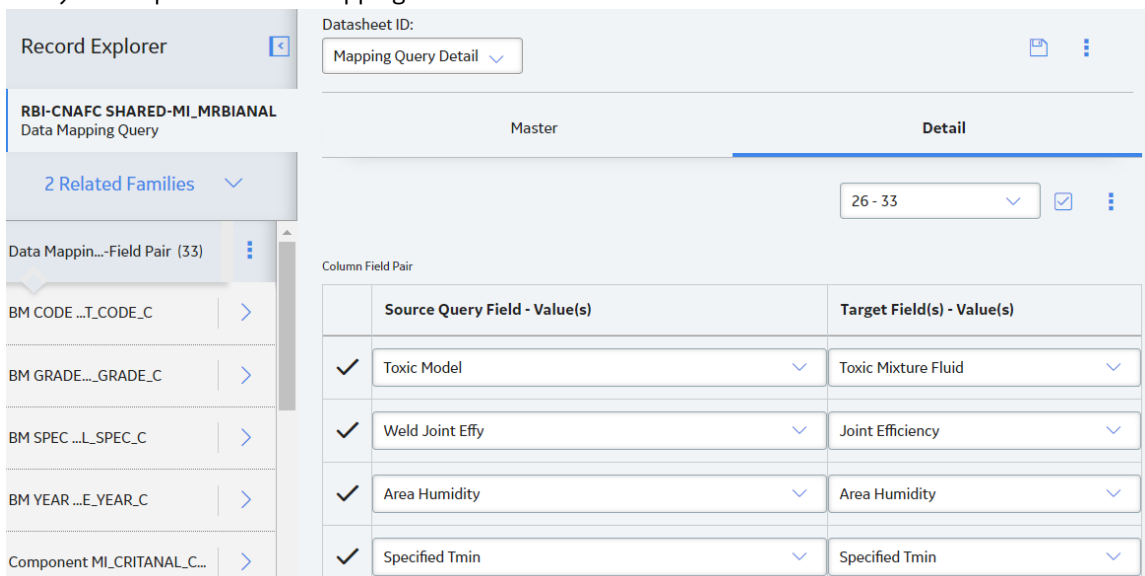 Record Explorer
RBI-CNAFC SHARED-MI_MRBIANAL
Data Mapping Query
2 Related Families
Data Mappin...-Field Pair (33)
BM CODE ...T_CODE_C
BM GRADE..._GRADE_C
BM SPEC ...L_SPEC_C
BM YEAR ...E_YEAR_C
Component MI_CRITANAL_C...
Datasheet ID:
Mapping Query Detail
Master
Detail
26 - 33
Column Field Pair
Source Query Field - Value(s)
Target Field(s) - Value(s)
Toxic Model
Toxic Mixture Fluid
Weld Joint Effy
Joint Efficiency
Area Humidity
Area Humidity
Specified Tmin
Specified Tmin